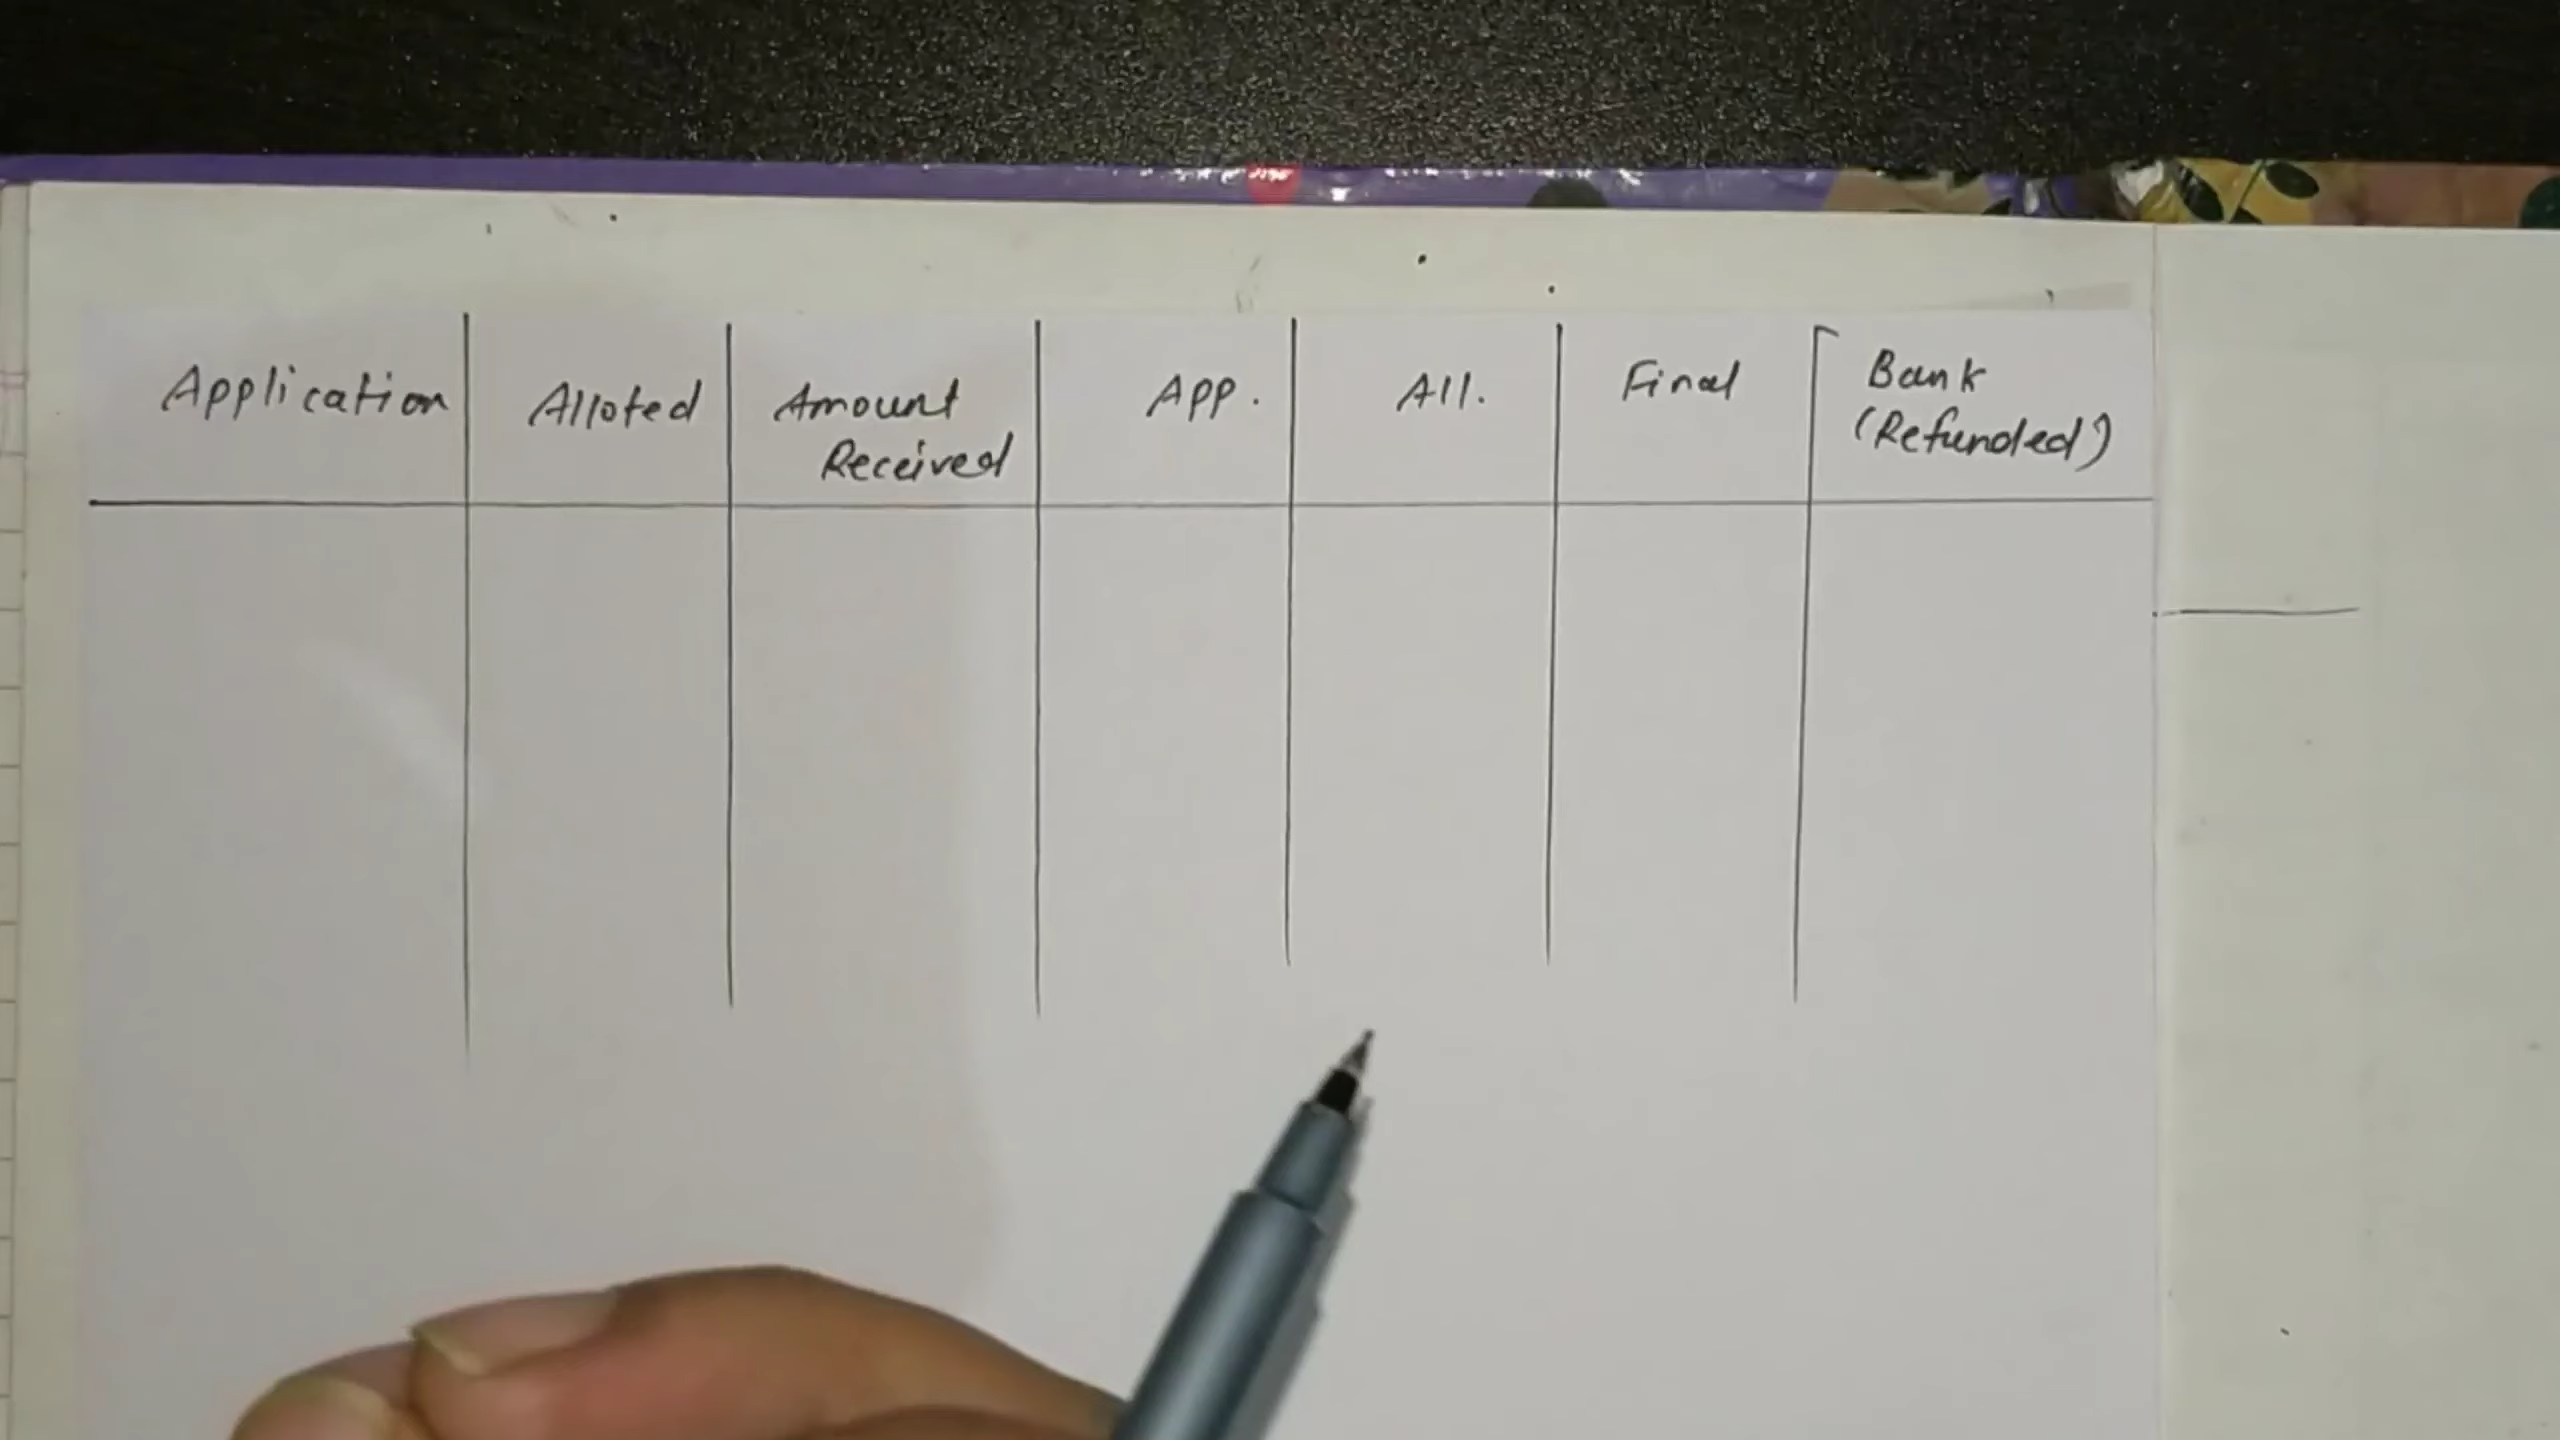 Application
Alloted
Amount
Received
App.
All.
Final
Bank
(Refunded)